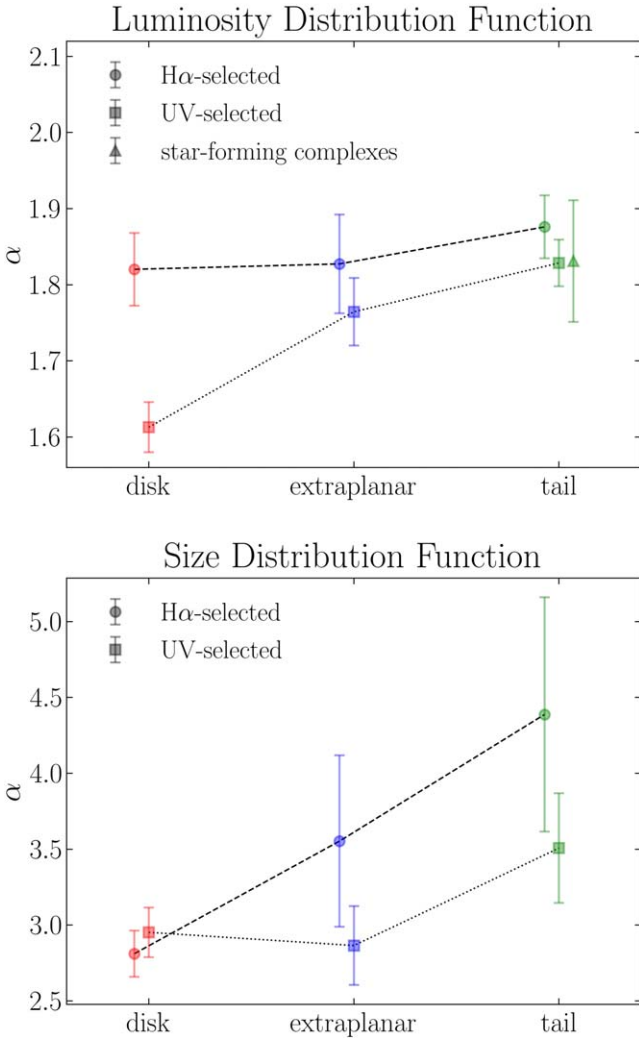 Luminosity Distribution Function
2.1
2.0
1.9
1.8
1.7
1.6
α
Hα-selected
UV-selected
star-forming complexes
disk extraplanar tail
Size Distribution Function
5.0
4.5
4.0
3.5
3.0
2.5
α
Hα-selected
UV-selected
disk extraplanar tail